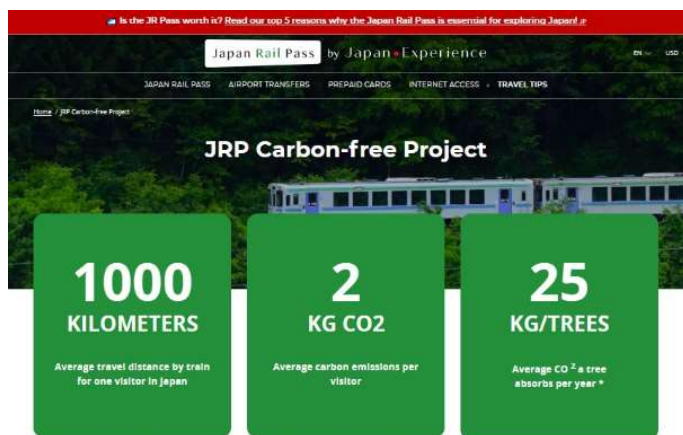 Is the JR Pass worth it? Read our top 5 reasons why the Japan Rail Pass is essential for exploring Japan!
Japan Rail Pass by Japan Experience
EN USD
JAPAN RAIL PASS AIRPORT TRANSFERS PREPAID CARDS INTERNET ACCESS TRAVEL TIPS
Home / JRP Carbon-free Project
JRP Carbon-free Project
1000
KILOMETERS
Average travel distance by train
for one visitor in Japan
2
KG CO2
Average carbon emissions per
visitor
25
KG/TREES
Average CO 2 a tree
absorbs per year *